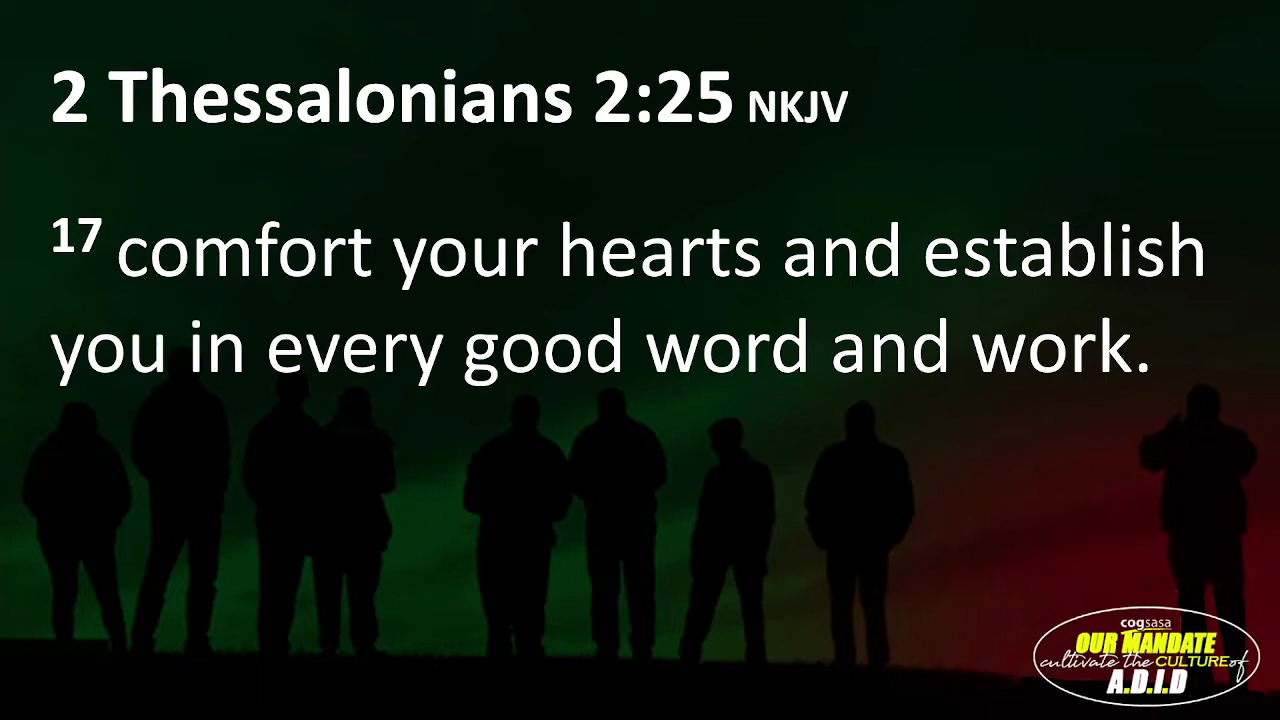 2 Thessalonians 2:25 NKJV
17 comfort your hearts and establish
you in every good word and work.
cogsasa
OUR MANDATE
cultivate the CULTURE of
A.D.I.D